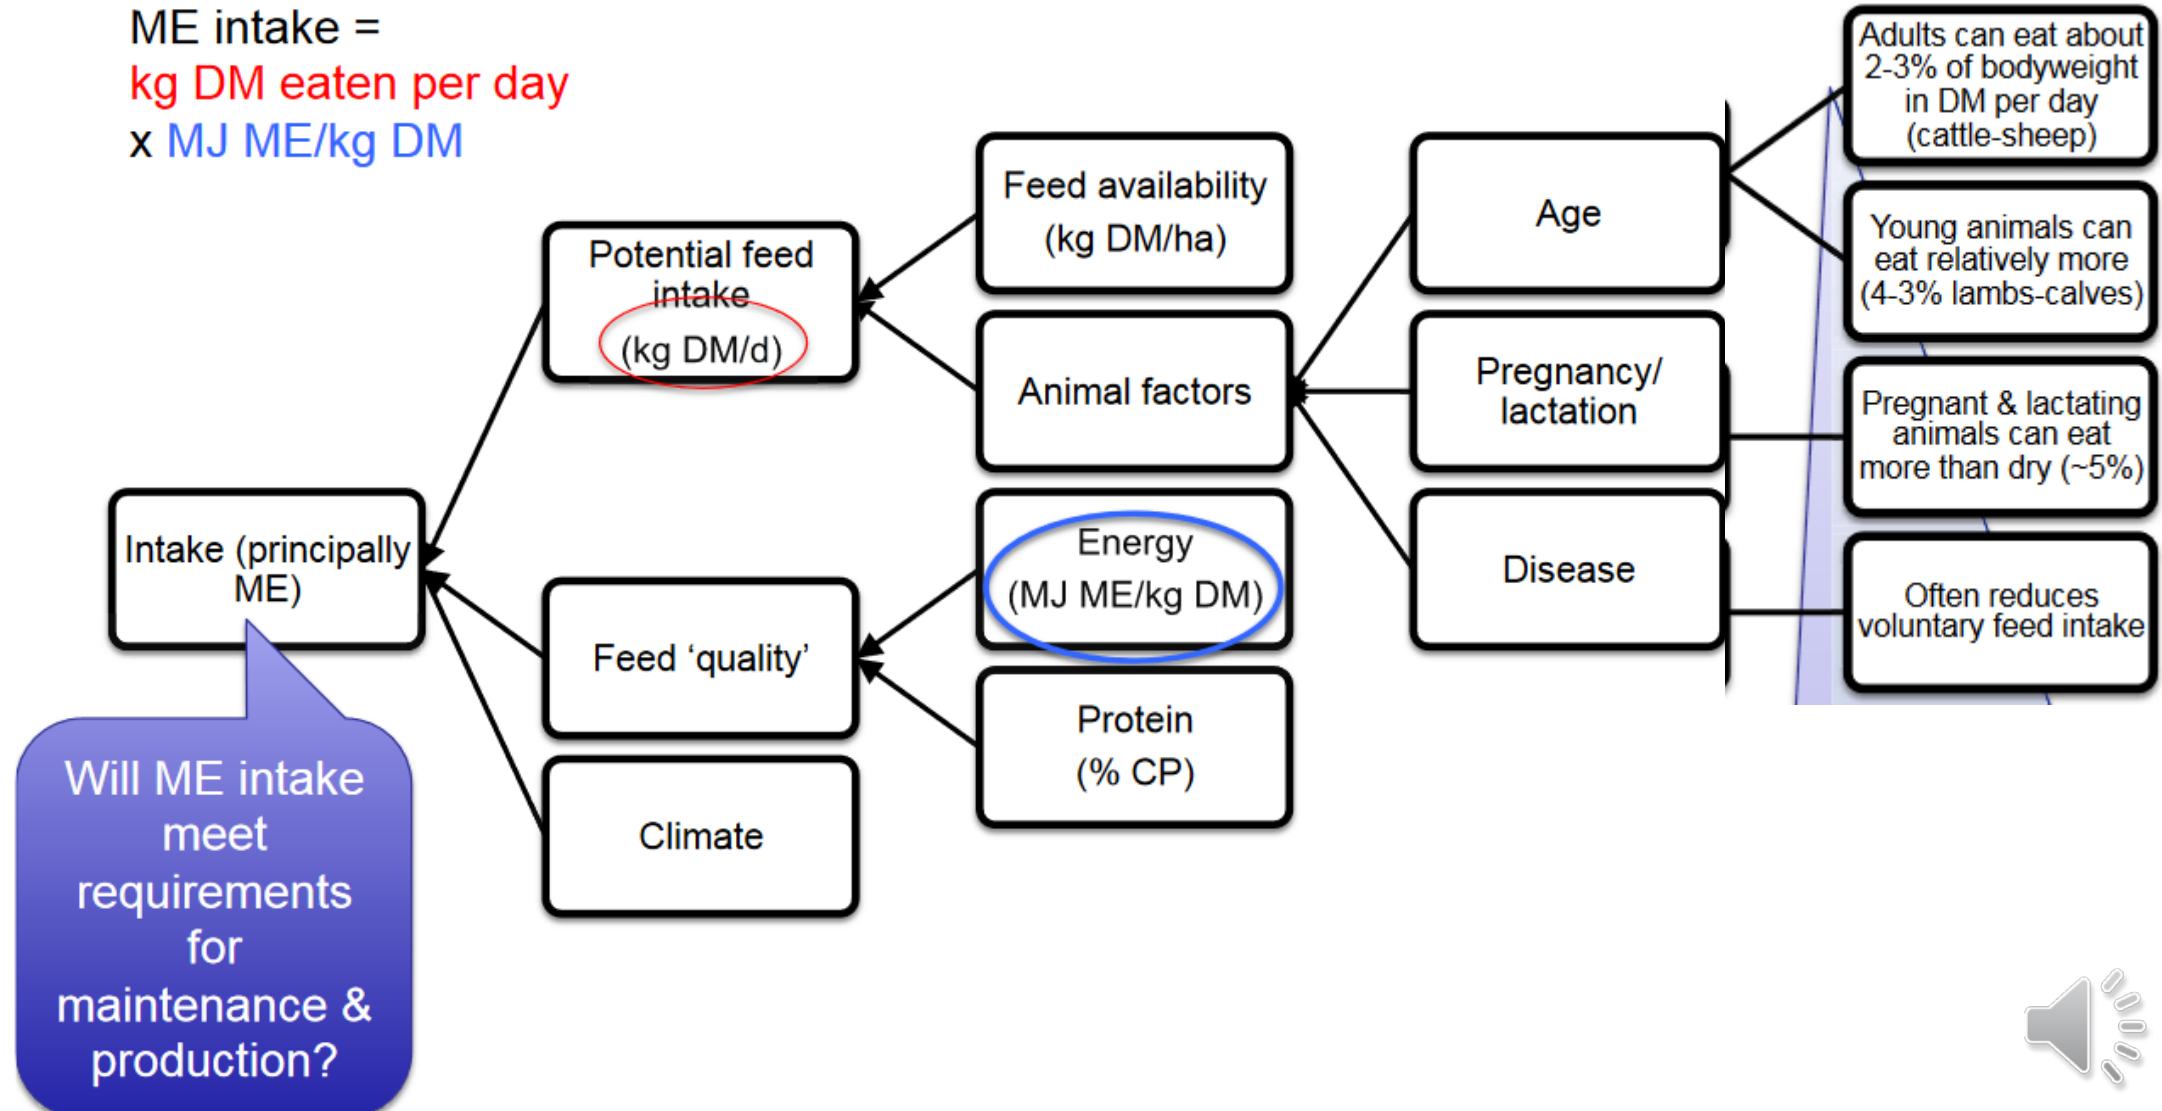 ME intake =
kg DM eaten per day
x MJ ME/kg DM
Intake (principally
ME)
Will ME intake
meet
requirements
for
maintenance &
production?
Potential feed
intake
(kg DM/d)
Feed ‘quality’
Climate
Feed availability
(kg DM/ha)
Animal factors
Energy
(MJ ME/kg DM)
Protein
(% CP)
Age
Pregnancy/
lactation
Disease
Adults can eat about
2-3% of bodyweight
in DM per day
(cattle-sheep)
Young animals can
eat relatively more
(4-3% lambs-calves)
Pregnant & lactating
animals can eat
more than dry (~5%)
Often reduces
voluntary feed intake